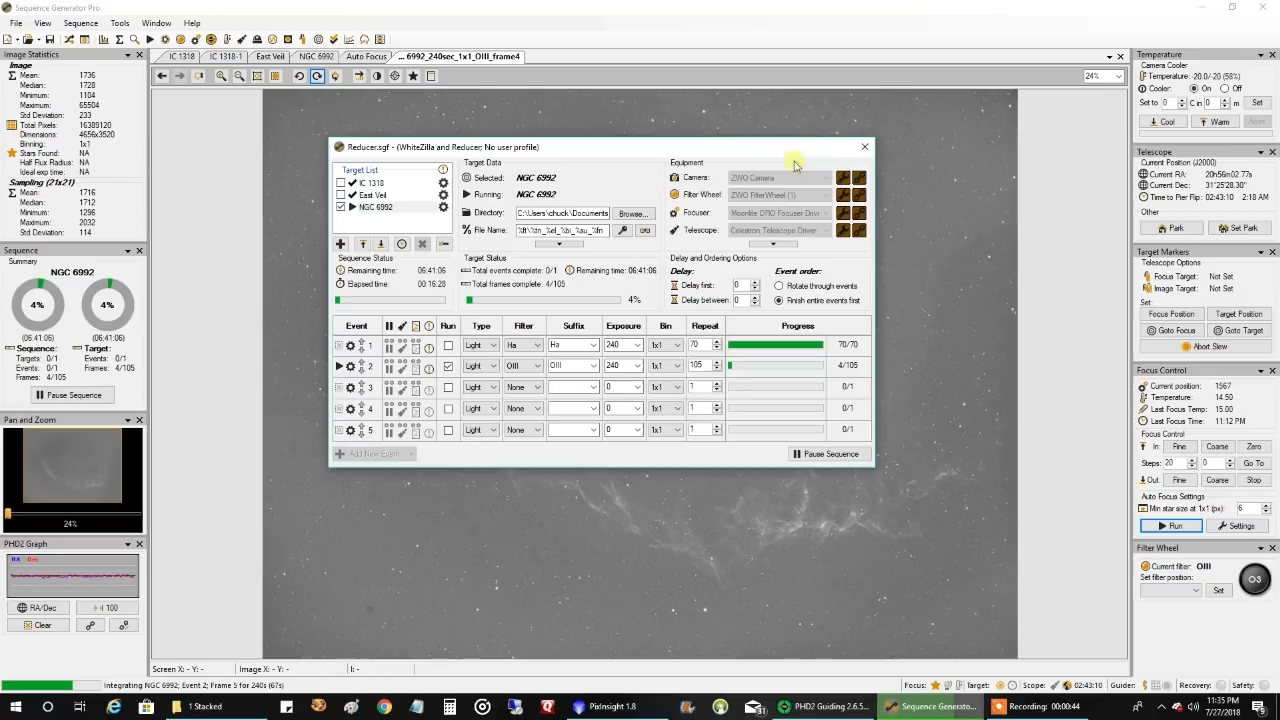 Sequence Generator Pro
File View Sequence Tools Window Help
Image Statistics
Image
Mean: 1736
Median: 1728
Minimum: 1104
Maximum: 65504
Std Deviation: 233
Total Pixels: 16389120
Dimensions: 4656x3520
Binning: 1x1
Stars Found: NA
Half Flux Radius: NA
Ideal exp time: NA
Sampling (21x21)
Mean: 1716
Median: 1712
Minimum: 1296
Maximum: 2032
Std Deviation: 114
Sequence
Summary
NGC 6992
4% 4%
(06:41:06) (06:41:06)
Sequence: Target:
Targets: 0/1 Events: 0/1
Frames: 4/105 Frames: 4/105
Pause Sequence
Pan and Zoom
24%
PHD2 Graph
RA Dec
RA/Dec 100
Clear
IC 1318 IC 1318-1 East Veil NGC 6992 Auto Focus ... 6992_240sec_1x1_OIII_frame4
24%
Reducer.sgf - (WhiteZilla and Reducer; No user profile)
Target List
IC 1318
East Veil
NGC 6992
Target Data
Selected: NGC 6992
Running: NGC 6992
Directory: C:\Users\chuck\Documents Browse...
File Name: %ft\%tn_%el_%bi_%au_%fn
Equipment
Camera: ZWO Camera
Filter Wheel: ZWO FilterWheel (1)
Focuser: Moonlite DRO Focuser Drive
Telescope: Celestron Telescope Driver
Sequence Status
Remaining time: 06:41:06
Elapsed time: 00:16:28
Target Status
Total events complete: 0/1 Remaining time: 06:41:06
Total frames complete: 4/105
4%
Delay and Ordering Options
Delay: Event order:
Delay first: 0 Rotate through events
Delay between: 0 Finish entire events first
Event Run Type Filter Suffix Exposure Bin Repeat Progress
1 Light Ha Ha 240 1x1 70 70/70
2 Light OIII OIII 240 1x1 105 4/105
3 Light None 0 1x1 1 0/1
4 Light None 0 1x1 1 0/1
5 Light None 0 1x1 1 0/1
Add New Event Pause Sequence
Screen X: - Y: - Image X: - Y: - I: -
Temperature
Camera Cooler
Temperature: -20.0/-20 (58%)
Cooler: On Off
Set to 0 C in 0 m Set
Cool Warm Abort
Telescope
Current Position (J2000)
Current RA: 20h56m02.77s
Current Dec: 31°25'28.30"
Time to Pier Flip: 02:43:10 2:18 AM
Other
Park Set Park
Target Markers
Telescope Options
Focus Target: Not Set
Image Target: Not Set
Set:
Focus Position Target Position
Goto Focus Goto Target
Abort Slew
Focus Control
Current position: 1567
Temperature: 14.50
Last Focus Temp: 15.00
Last Focus Time: 11:12 PM
Focus Control
In: Fine Coarse Zero
Steps: 20 0 Go To
Out: Fine Coarse Stop
Auto Focus Settings
Min star size at 1x1 (px): 6
Run Settings
Filter Wheel
Current filter: OIII
Set filter position:
Set
O3
Integrating NGC 6992; Event 2; Frame 5 for 240s (67s)
Focus: Target: Scope: 02:43:10 Guider: Recovery: Safety:
1 Stacked
PixInsight 1.8
PHD2 Guiding 2.6.5...
Sequence Generato...
Recording: 00:00:44
11:35 PM
7/27/2018